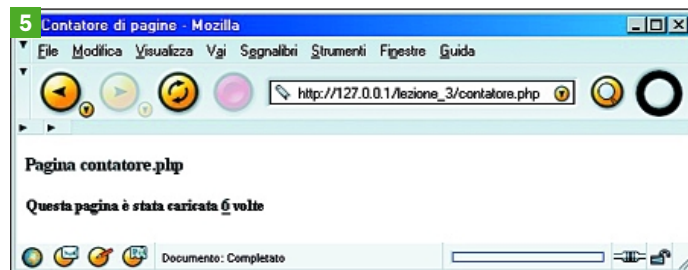 5
Contatore di pagine - Mozilla
File Modifica Visualizza Vai Segnalibri Strumenti Finestre Guida
http://127.0.0.1/lezione_3/contatore.php
Pagina contatore.php
Questa pagina è stata caricata 6 volte
Documento: Completato